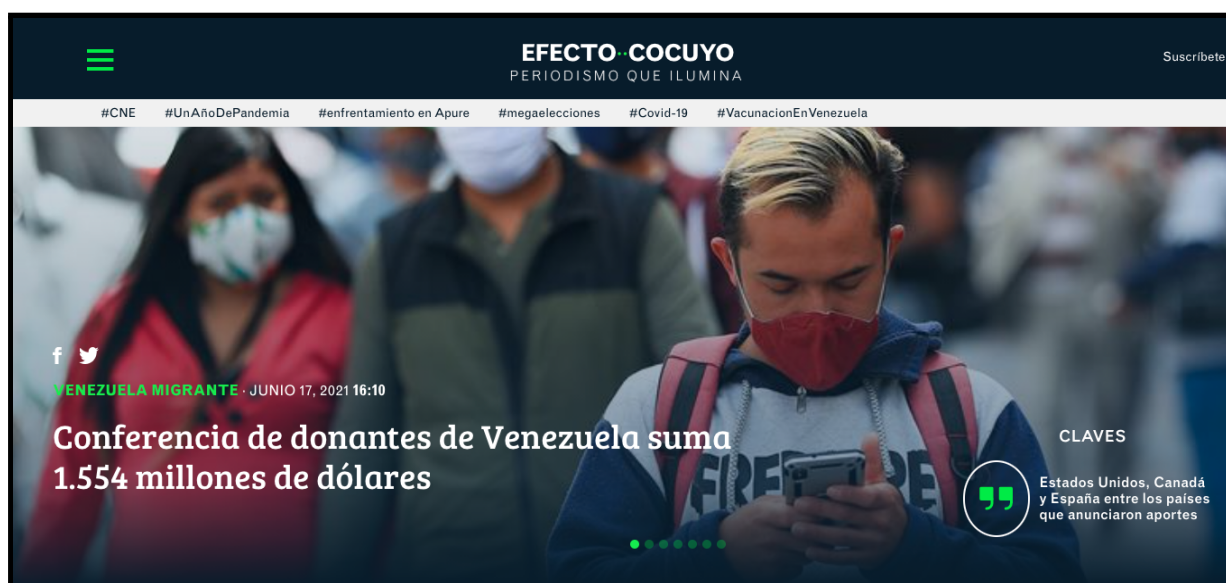 EFECTO··COCUYO
PERIODISMO QUE ILUMINA
Suscríbete
#CNE #UnAñoDePandemia #enfrentamiento en Apure #megaelecciones #Covid-19 #VacunacionEnVenezuela
VENEZUELA MIGRANTE · JUNIO 17, 2021 16:10
Conferencia de donantes de Venezuela suma
1.554 millones de dólares
CLAVES
Estados Unidos, Canadá
y España entre los países
que anunciaron aportes